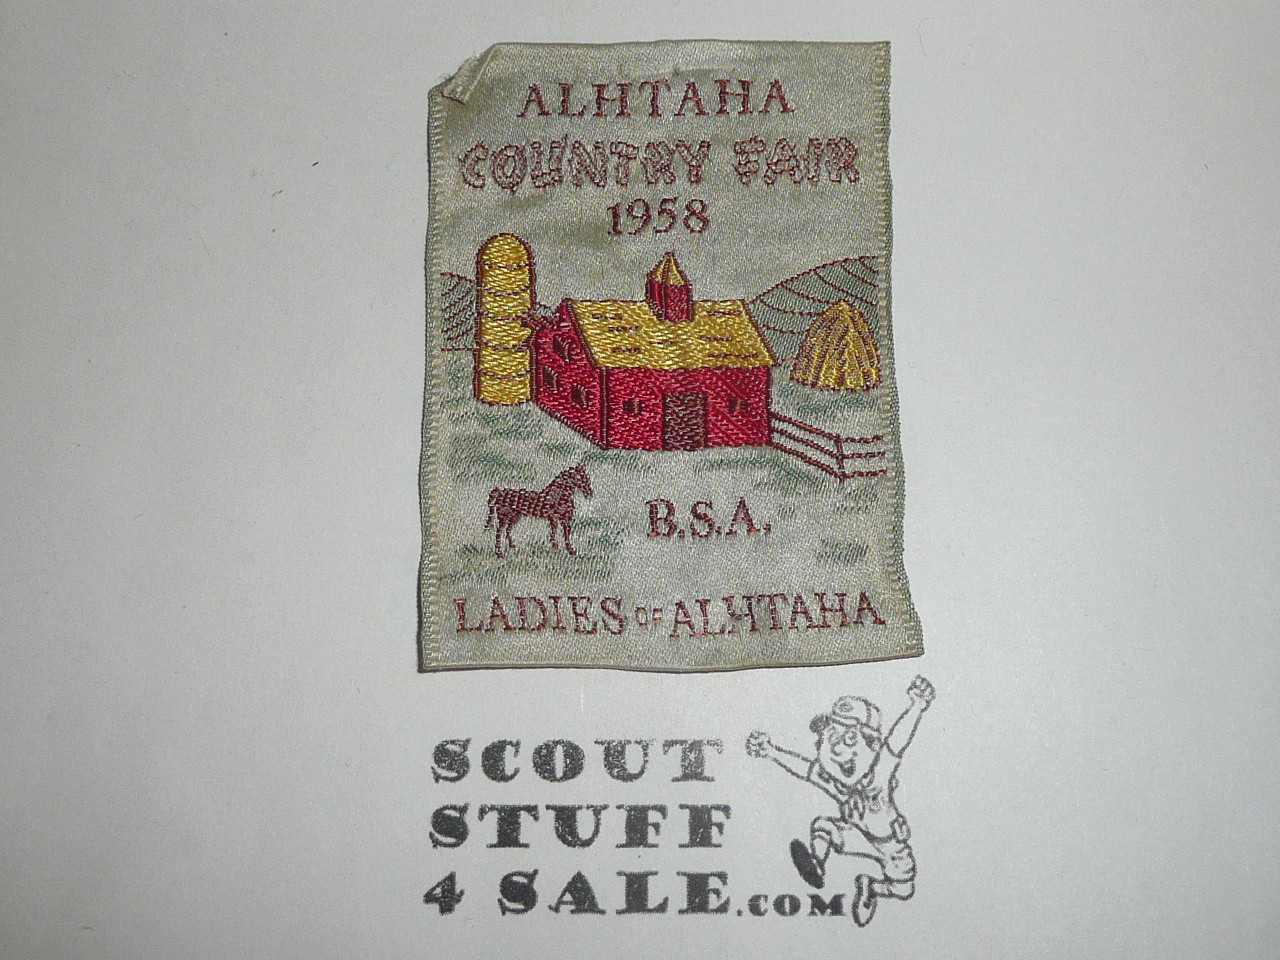 ALHTAHA
COUNTRY FAIR
1958
B.S.A.
LADIES OF ALHTAHA
SCOUT
STUFF
4 SALE.COM